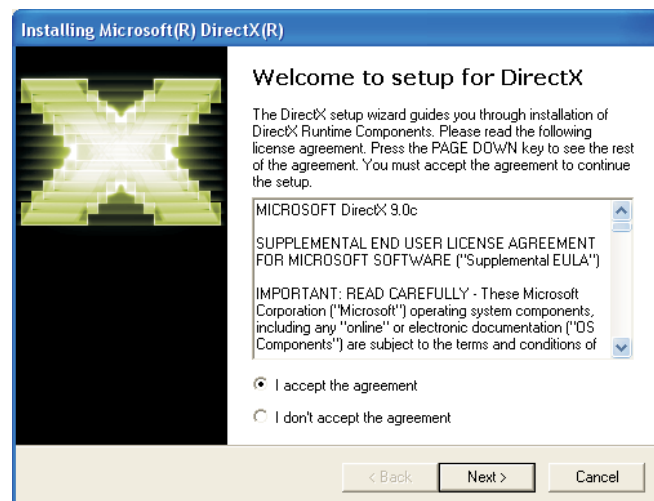 Installing Microsoft(R) DirectX(R)
Welcome to setup for DirectX
The DirectX setup wizard guides you through installation of
DirectX Runtime Components. Please read the following
license agreement. Press the PAGE DOWN key to see the rest
of the agreement. You must accept the agreement to continue
the setup.
MICROSOFT DirectX 9.0c
SUPPLEMENTAL END USER LICENSE AGREEMENT
FOR MICROSOFT SOFTWARE ("Supplemental EULA")
IMPORTANT: READ CAREFULLY - These Microsoft
Corporation ("Microsoft") operating system components,
including any "online" or electronic documentation ("OS
Components") are subject to the terms and conditions of
I accept the agreement
I don't accept the agreement
< Back Next > Cancel